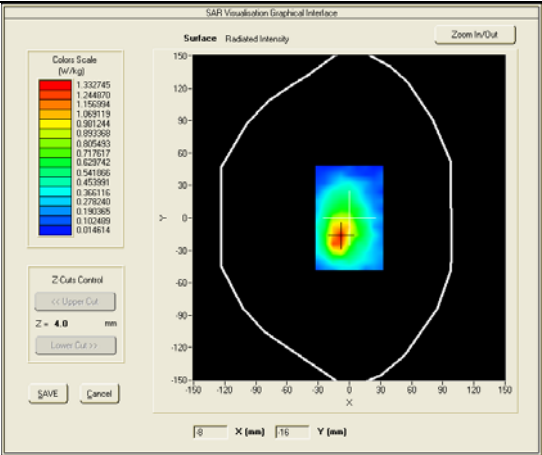 SAR Visualisation Graphical Interface
Surface Radiated Intensity
Zoom In/Out
Colors Scale
(W/kg)
1.332745
1.244870
1.156994
1.069119
0.981244
0.893368
0.805493
0.717617
0.629742
0.541866
0.453991
0.366116
0.278240
0.190365
0.102489
0.014614
150-
120-
90-
60-
30-
Y 0-
-30-
-60-
-90-
-120-
-150-
-150 -120 -90 -60 -30 0 30 60 90 120 150
X
Z-Cuts Control
<< Upper Cut
Z = 4.0 mm
Lower Cut >>
SAVE Cancel
-8 X (mm) -16 Y (mm)